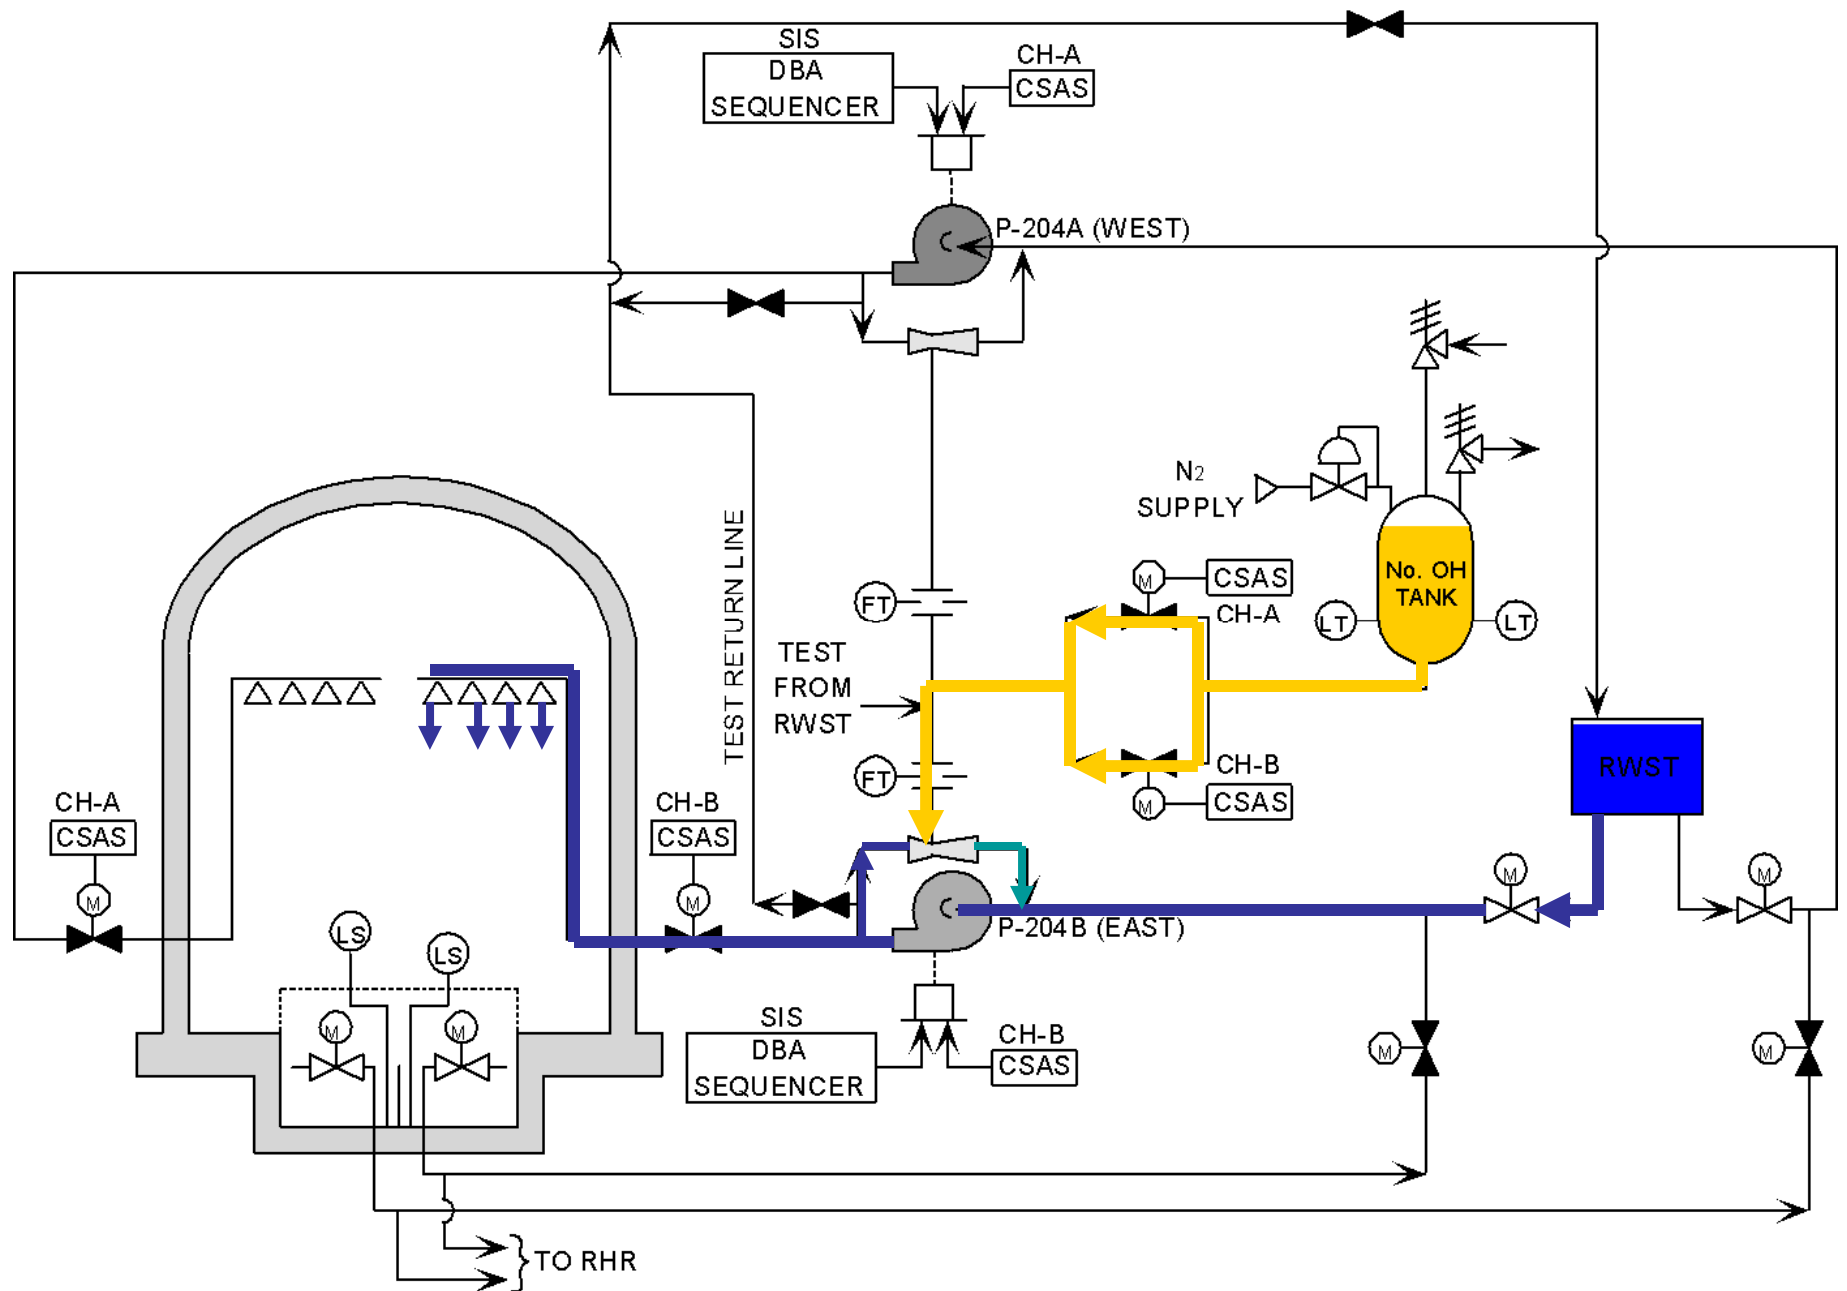 SIS
DBA
SEQUENCER
CH-A
CSAS
P-204A (WEST)
N2
SUPPLY
TEST RETURN LINE
No. OH
TANK
M
CSAS
CH-A
FT
LT
LT
TEST
FROM
RWST
FT
CH-B
M
CSAS
RWST
CH-A
CSAS
M
CH-B
CSAS
M
M
M
P-204B (EAST)
LS
LS
M
M
SIS
DBA
SEQUENCER
CH-B
CSAS
M
M
TO RHR